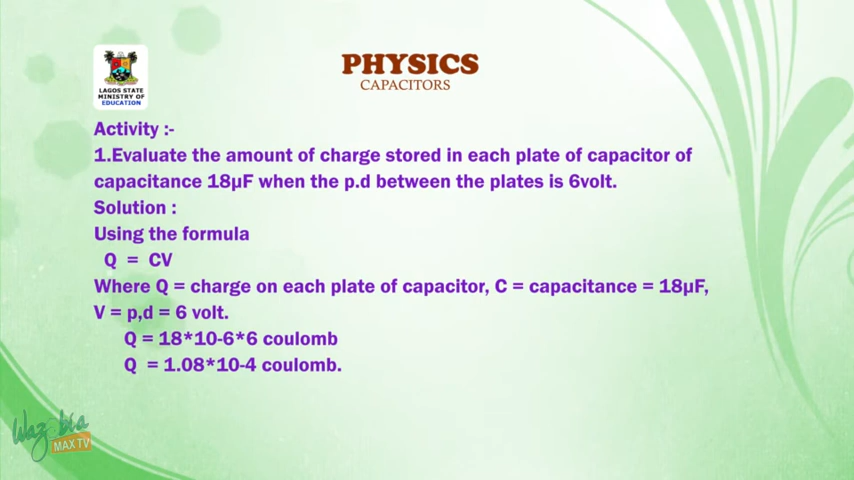 LAGOS STATE
MINISTRY OF
EDUCATION
PHYSICS
CAPACITORS
Activity :-
1.Evaluate the amount of charge stored in each plate of capacitor of
capacitance 18µF when the p.d between the plates is 6volt.
Solution :
Using the formula
Q = CV
Where Q = charge on each plate of capacitor, C = capacitance = 18µF,
V = p,d = 6 volt.
Q = 18*10-6*6 coulomb
Q = 1.08*10-4 coulomb.
Wazobia
MAX TV